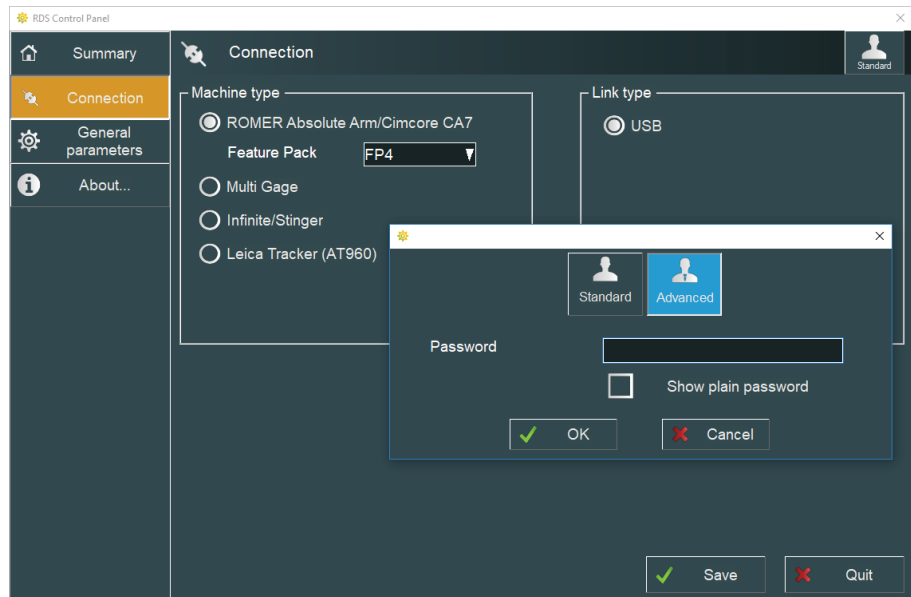 RDS Control Panel
Summary
Connection
General
parameters
About...
Connection
Standard
Machine type
ROMER Absolute Arm/Cimcore CA7
Feature Pack
FP4
Multi Gage
Infinite/Stinger
Leica Tracker (AT960)
Link type
USB
Standard
Advanced
Password
Show plain password
OK
Cancel
Save
Quit